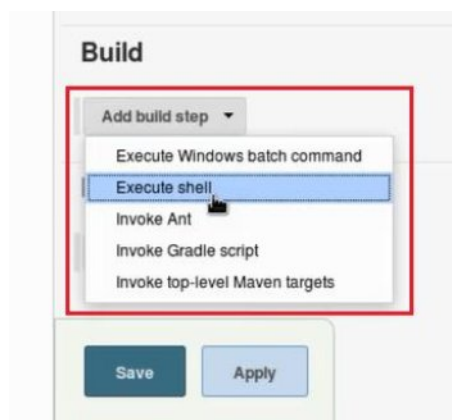 Build
Add build step
Execute Windows batch command
Execute shell
Invoke Ant
Invoke Gradle script
Invoke top-level Maven targets
Save
Apply